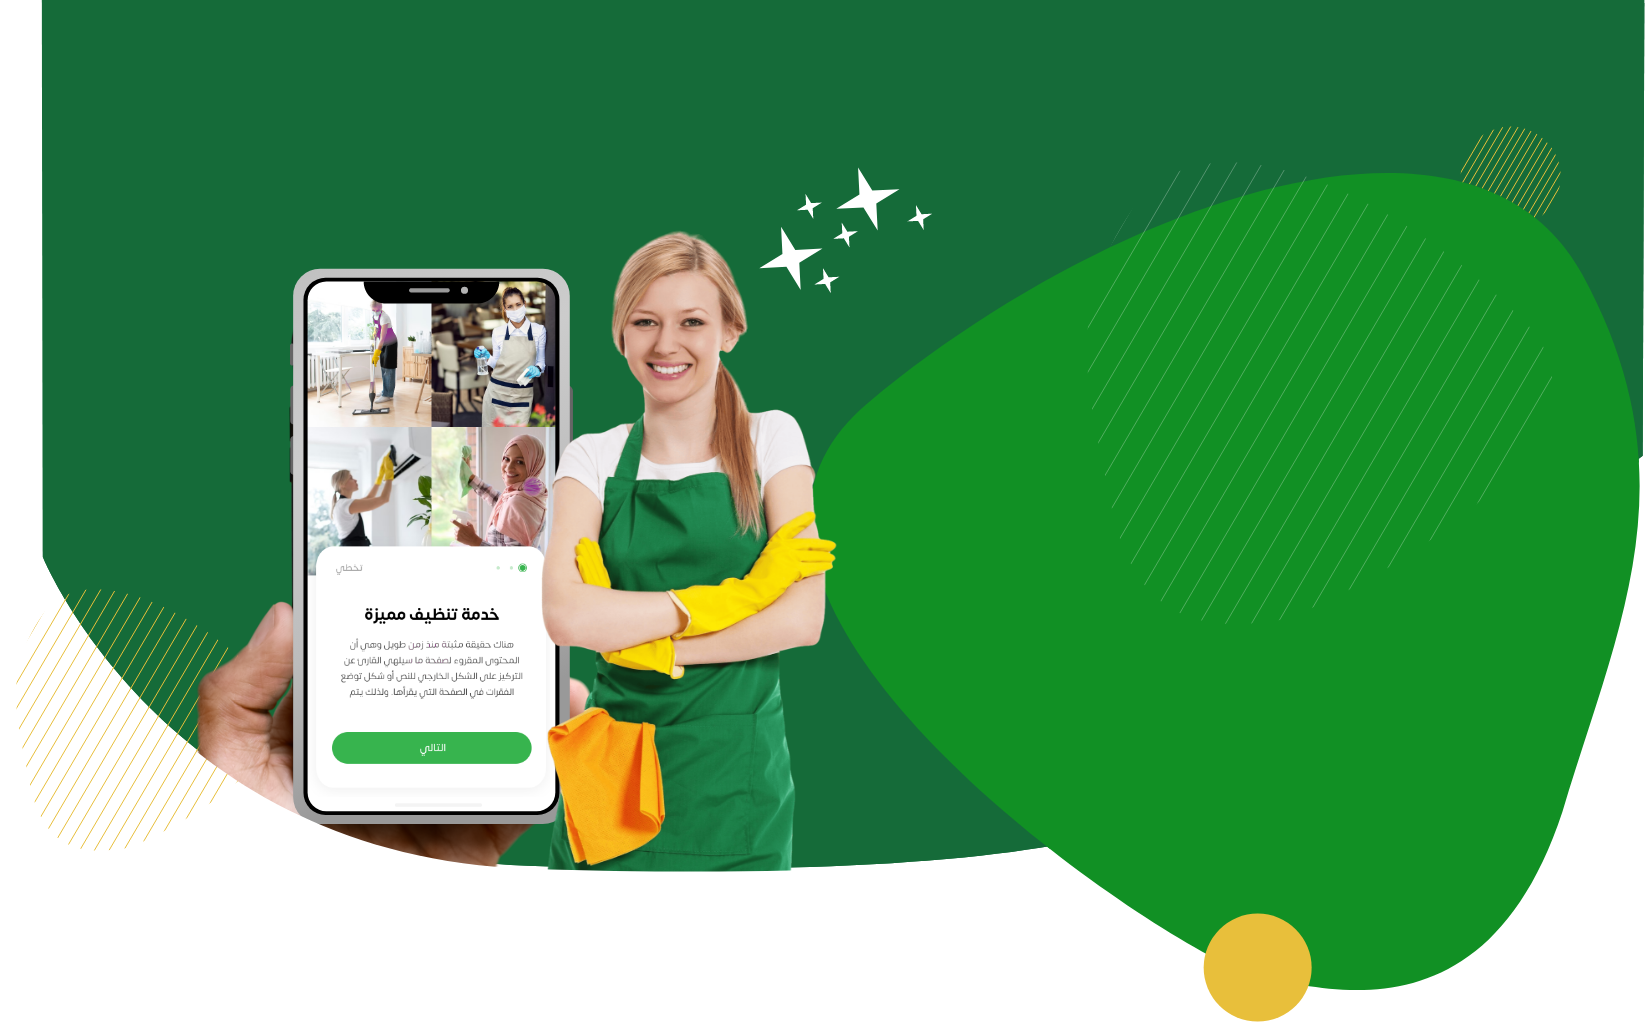 تخطي
خدمة تنظيف مميزة
هناك حقيقة مثبتة منذ زمن طويل وهي أن
المحتوى المقروء لصفحة ما سيلهي القارئ عن
التركيز على الشكل الخارجي للنص أو شكل توضع
الفقرات في الصفحة التي يقرأها. ولذلك يتم
التالي